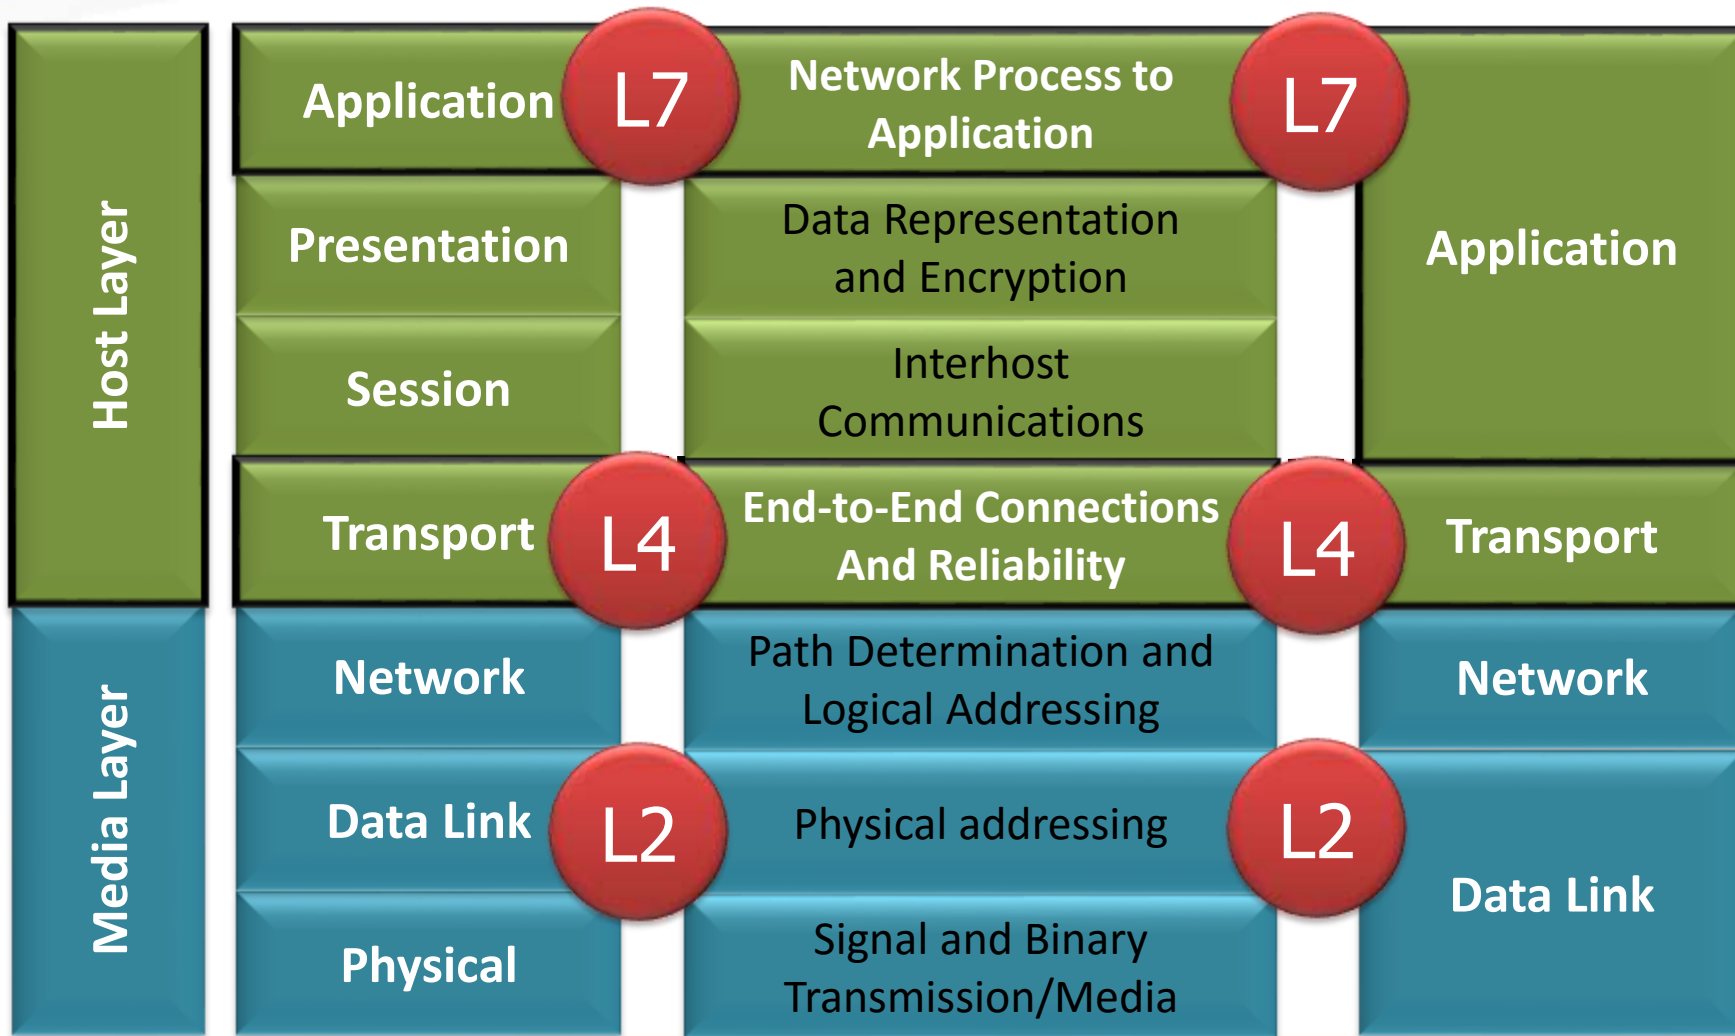 Host Layer
Media Layer
Application
L7
Network Process to
Application
L7
Application
Presentation
Data Representation
and Encryption
Session
Interhost
Communications
Transport
L4
End-to-End Connections
And Reliability
L4
Transport
Network
Path Determination and
Logical Addressing
Network
Data Link
L2
Physical addressing
L2
Data Link
Physical
Signal and Binary
Transmission/Media